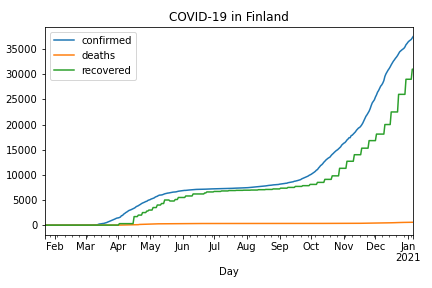 COVID-19 in Finland
confirmed
deaths
recovered
35000
30000
25000
20000
15000
10000
5000
0
Feb Mar Apr May Jun Jul Aug Sep Oct Nov Dec Jan
2021
Day